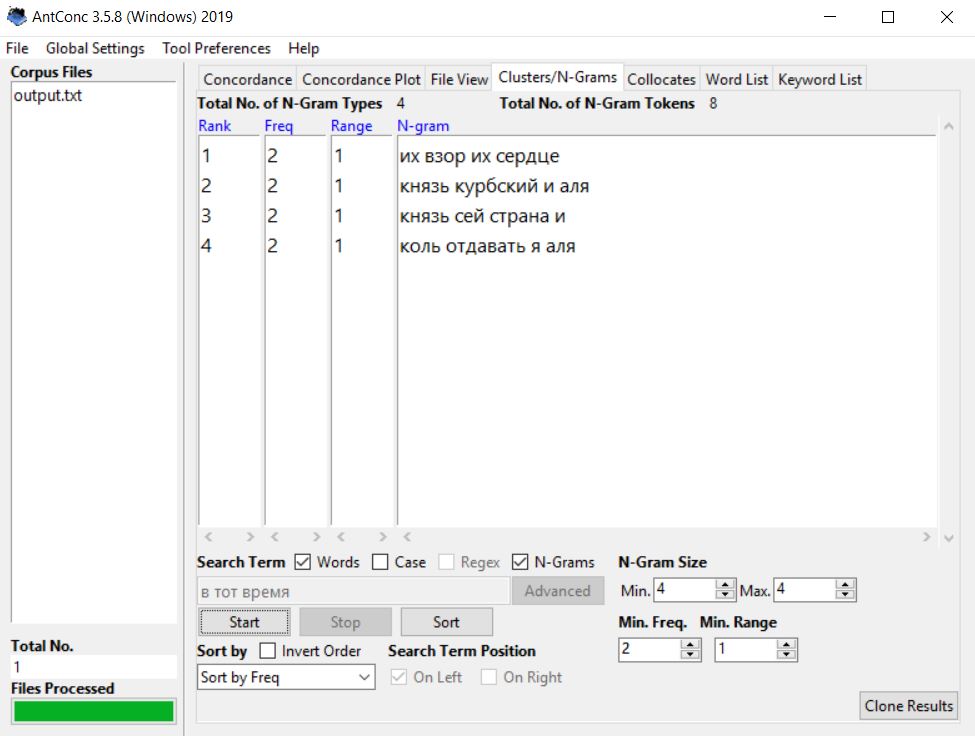 AntConc 3.5.8 (Windows) 2019
File Global Settings Tool Preferences Help
Corpus Files
output.txt
Concordance Concordance Plot File View Clusters/N-Grams Collocates Word List Keyword List
Total No. of N-Gram Types 4 Total No. of N-Gram Tokens 8
Rank Freq Range N-gram
1 2 1 их взор их сердце
2 2 1 князь курбский и аля
3 2 1 князь сей страна и
4 2 1 коль отдавать я аля
Search Term Words Case Regex N-Grams N-Gram Size
в тот время Advanced Min. 4 Max. 4
Start Stop Sort Min. Freq. Min. Range
Sort by Invert Order Search Term Position 2 1
Sort by Freq On Left On Right
Total No.
1
Files Processed
Clone Results